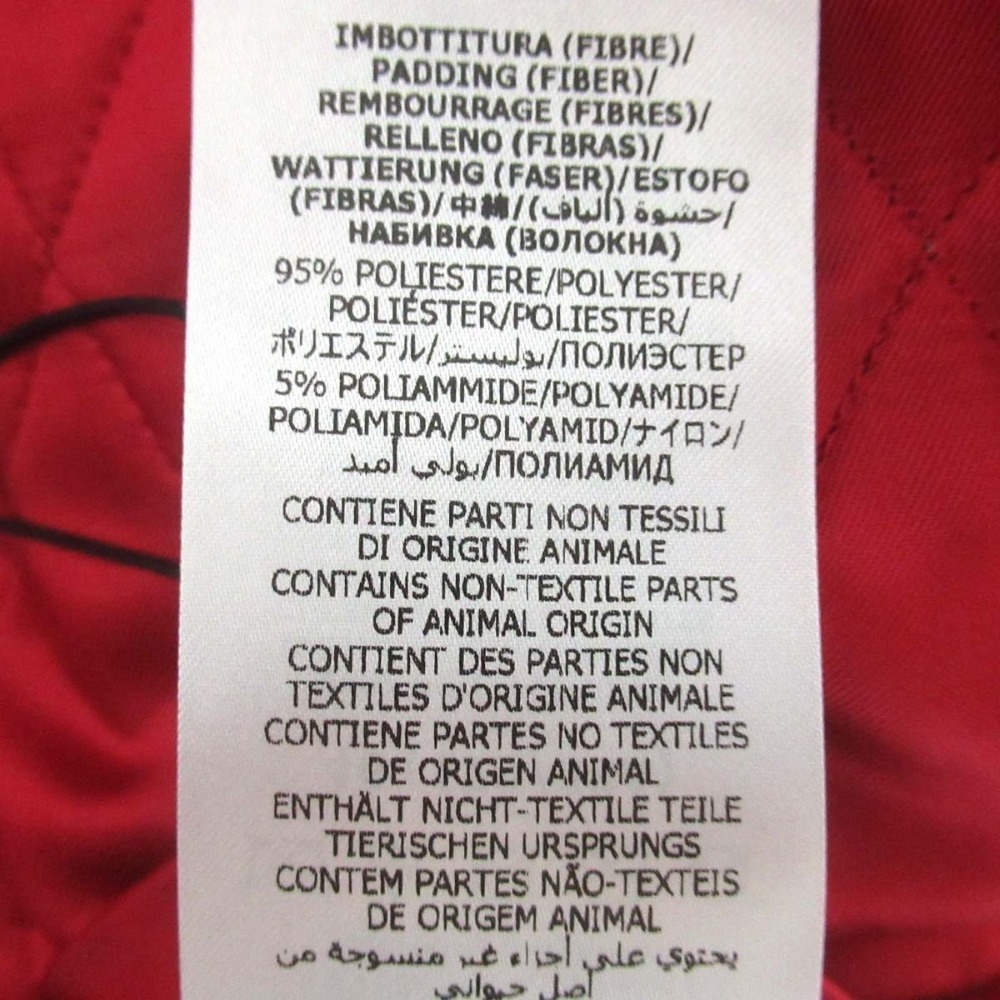 IMBOTTITURA (FIBRE)/
PADDING (FIBER)/
REMBOURRAGE (FIBRES)/
RELLENO (FIBRAS)/
WATTIERUNG (FASER)/ESTOFO
(FIBRAS)/中綿/حشوة (ألياف)/
НАБИВКА (ВОЛОКНА)
95% POLIESTERE/POLYESTER/
POLIÉSTER/POLIESTER/
ポリエステル/بوليستر/ПОЛИЭСТЕР
5% POLIAMMIDE/POLYAMIDE/
POLIAMIDA/POLYAMID/ナイロン/
بولي أميد/ПОЛИАМИД
CONTIENE PARTI NON TESSILI
DI ORIGINE ANIMALE
CONTAINS NON-TEXTILE PARTS
OF ANIMAL ORIGIN
CONTIENT DES PARTIES NON
TEXTILES D'ORIGINE ANIMALE
CONTIENE PARTES NO TEXTILES
DE ORIGEN ANIMAL
ENTHÄLT NICHT-TEXTILE TEILE
TIERISCHEN URSPRUNGS
CONTEM PARTES NÃO-TEXTEIS
DE ORIGEM ANIMAL
يحتوي على أجزاء غير منسوجة من
أصل حيواني